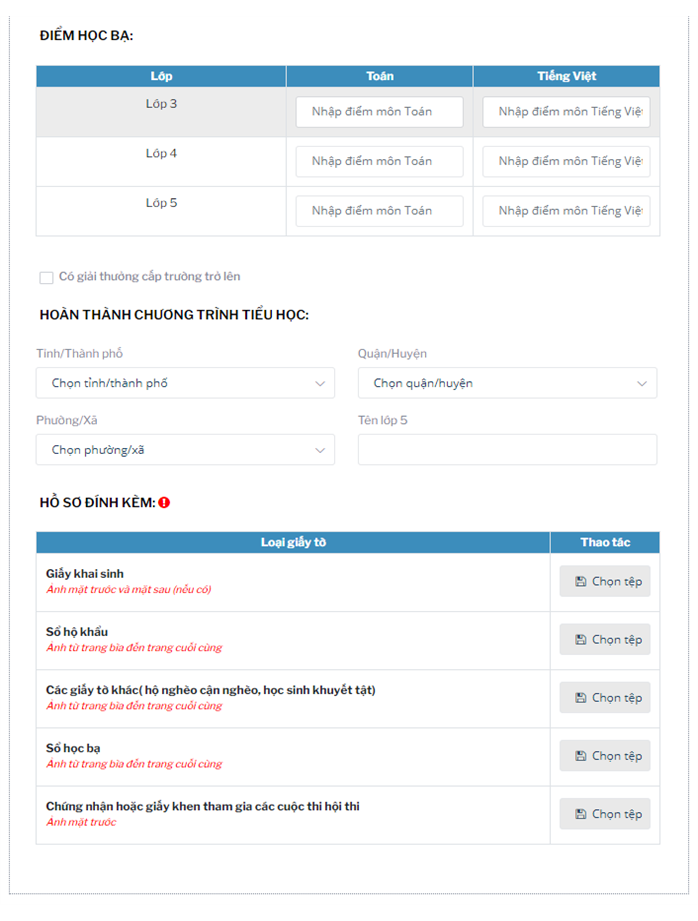 ĐIỂM HỌC BẠ:
Lớp Toán Tiếng Việt
Lớp 3 Nhập điểm môn Toán Nhập điểm môn Tiếng Việ
Lớp 4 Nhập điểm môn Toán Nhập điểm môn Tiếng Việ
Lớp 5 Nhập điểm môn Toán Nhập điểm môn Tiếng Việ
Có giải thưởng cấp trường trở lên
HOÀN THÀNH CHƯƠNG TRÌNH TIỂU HỌC:
Tỉnh/Thành phố Quận/Huyện
Chọn tỉnh/thành phố Chọn quận/huyện
Phường/Xã Tên lớp 5
Chọn phường/xã
HỒ SƠ ĐÍNH KÈM:
Loại giấy tờ Thao tác
Giấy khai sinh
Ảnh mặt trước và mặt sau (nếu có)
Chọn tệp
Sổ hộ khẩu
Ảnh từ trang bìa đến trang cuối cùng
Chọn tệp
Các giấy tờ khác( hộ nghèo cận nghèo, học sinh khuyết tật)
Ảnh từ trang bìa đến trang cuối cùng
Chọn tệp
Sổ học bạ
Ảnh từ trang bìa đến trang cuối cùng
Chọn tệp
Chứng nhận hoặc giấy khen tham gia các cuộc thi hội thi
Ảnh mặt trước
Chọn tệp